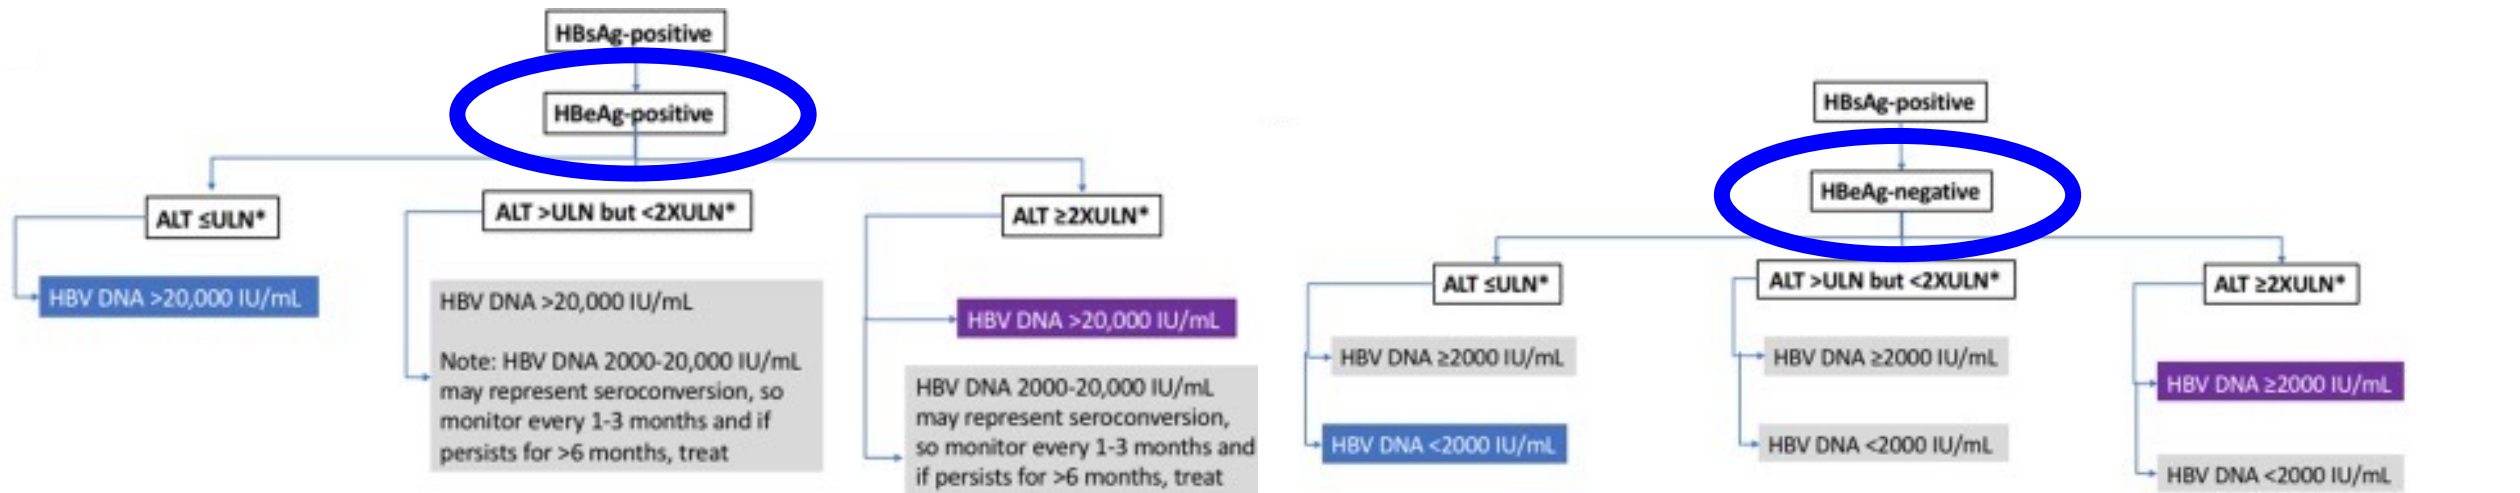 HBsAg-positive
HBeAg-positive
ALT ≤ULN*
HBV DNA >20,000 IU/mL
ALT >ULN but <2XULN*
HBV DNA >20,000 IU/mL
Note: HBV DNA 2000-20,000 IU/mL
may represent seroconversion, so
monitor every 1-3 months and if
persists for >6 months, treat
ALT ≥2XULN*
HBV DNA >20,000 IU/mL
HBV DNA 2000-20,000 IU/mL
may represent seroconversion,
so monitor every 1-3 months and
if persists for >6 months, treat
HBsAg-positive
HBeAg-negative
ALT ≤ULN*
HBV DNA ≥2000 IU/mL
HBV DNA <2000 IU/mL
ALT >ULN but <2XULN*
HBV DNA ≥2000 IU/mL
HBV DNA <2000 IU/mL
ALT ≥2XULN*
HBV DNA ≥2000 IU/mL
HBV DNA <2000 IU/mL